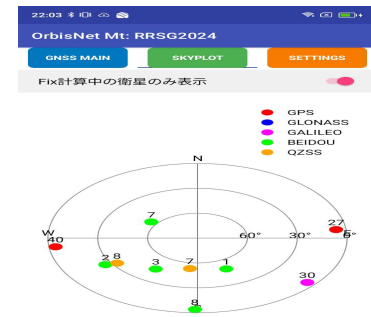 22:03
OrbisNet Mt: RRSG2024
GNSS MAIN SKYPLOT SETTINGS
Fix計算中の衛星のみ表示
GPS
GLONASS
GALILEO
BEIDOU
QZSS
N
7
27
W 60° 30° E 0°
40
2 8 3 7 1
30
8